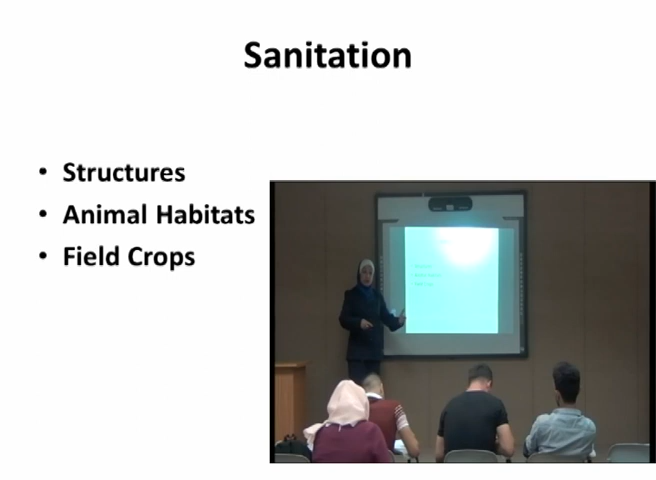 Sanitation
• Structures
• Animal Habitats
• Field Crops